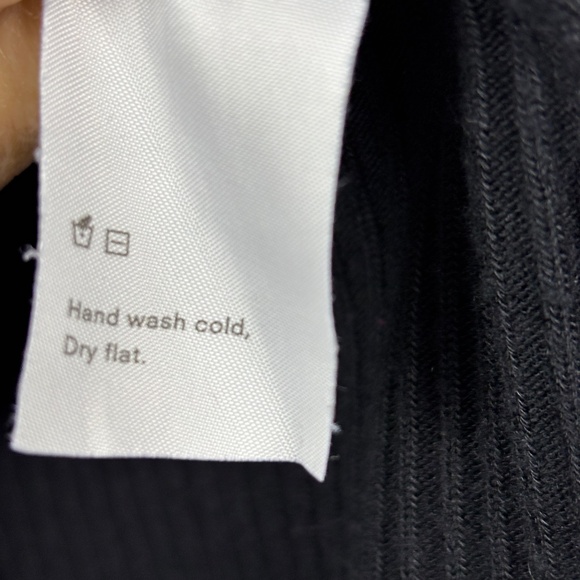 Hand wash cold,
Dry flat.